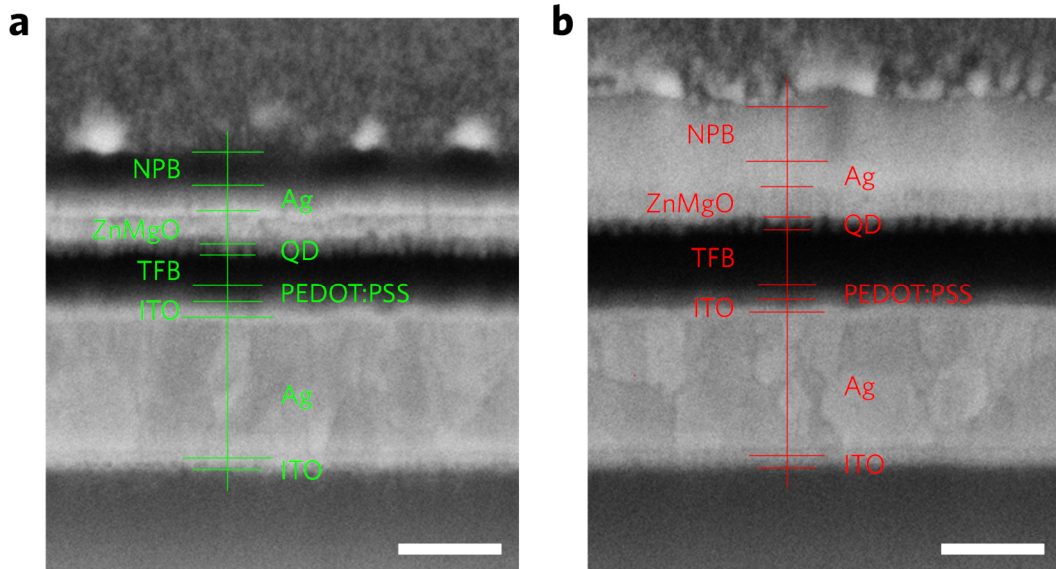 a
NPB
Ag
ZnMgO
QD
TFB
PEDOT:PSS
ITO
Ag
ITO
b
NPB
Ag
ZnMgO
QD
TFB
PEDOT:PSS
ITO
Ag
ITO